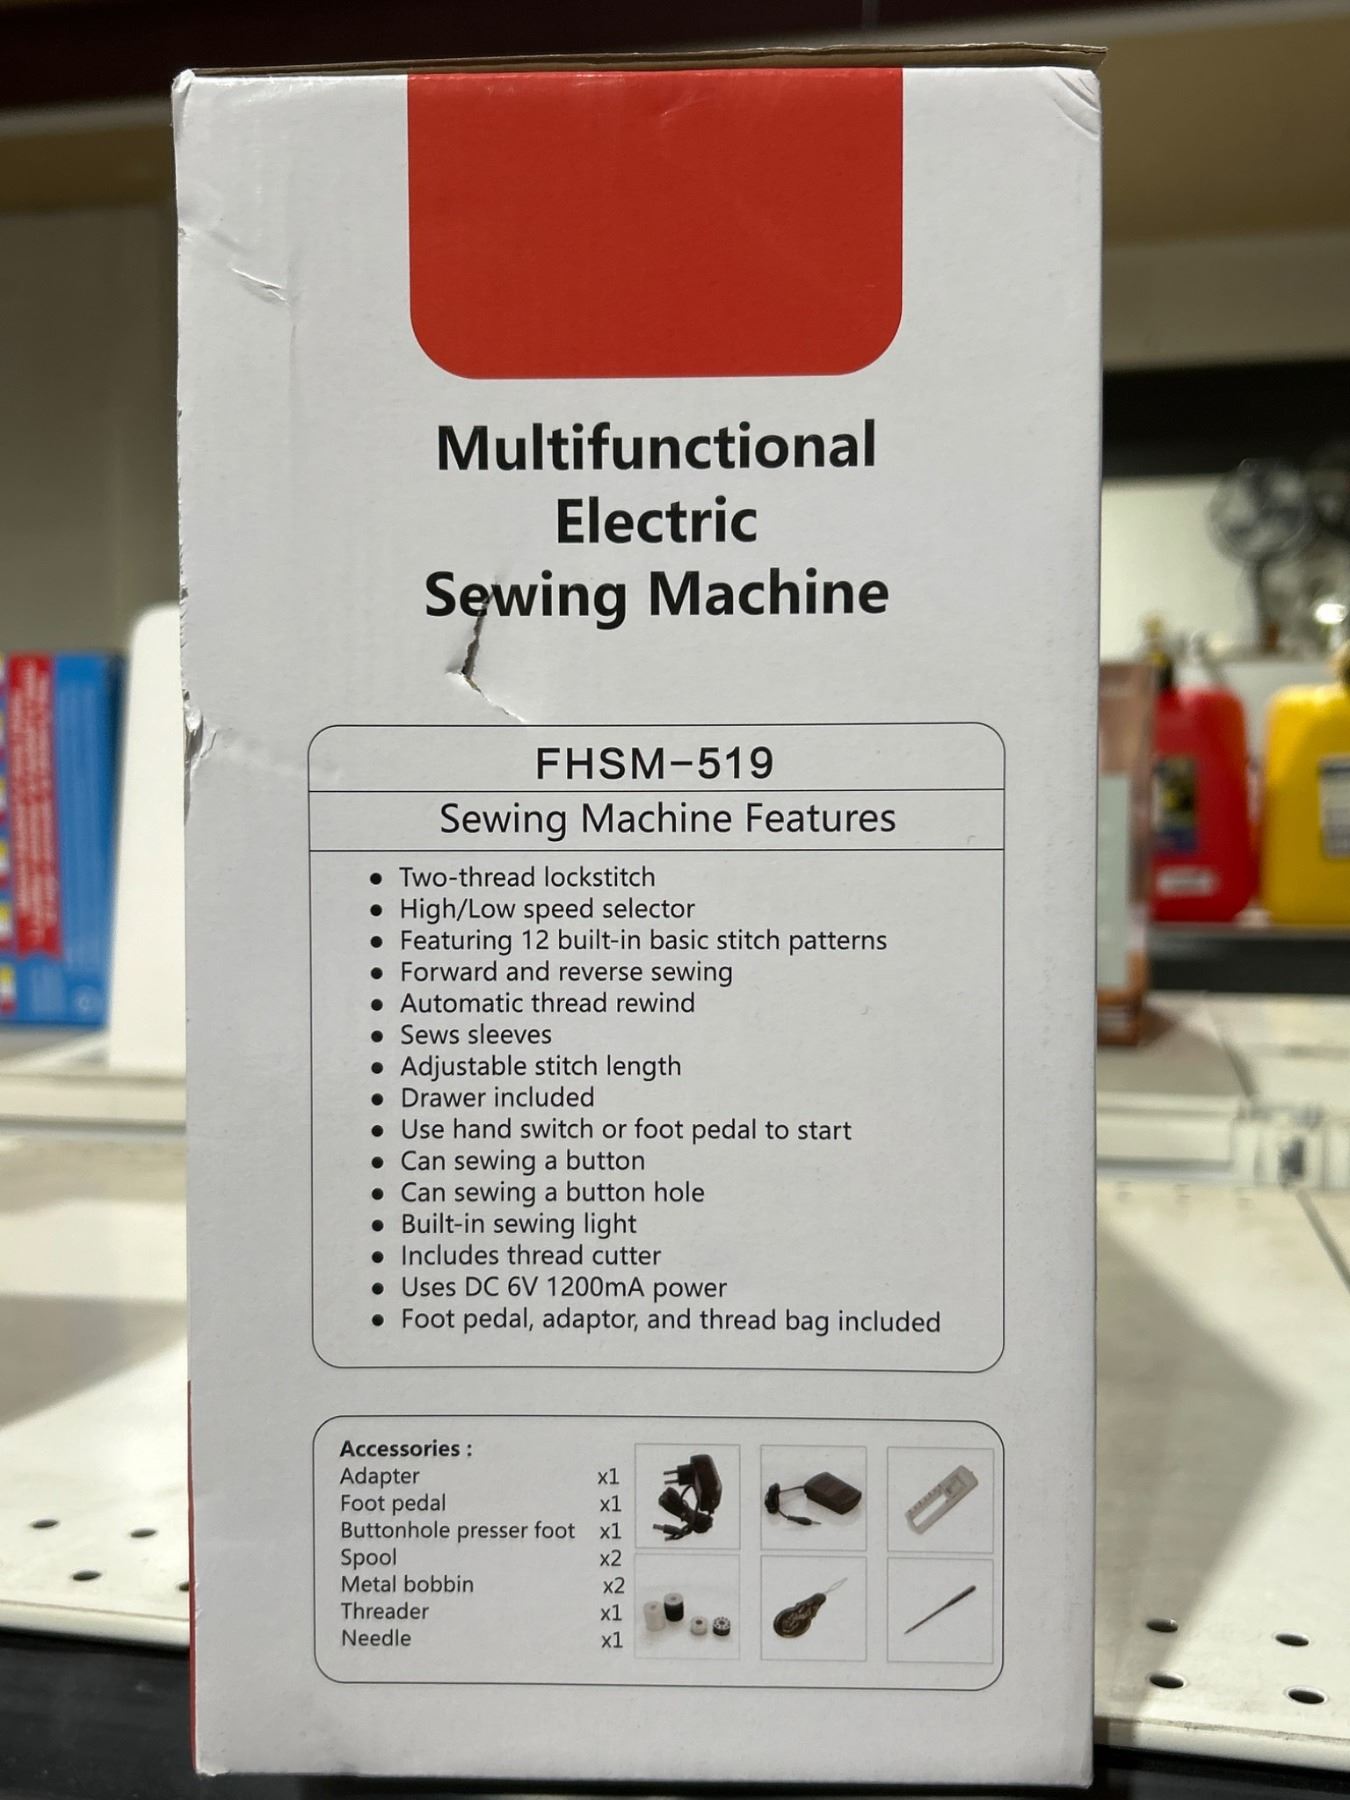 Multifunctional
Electric
Sewing Machine
FHSM-519
Sewing Machine Features
• Two-thread lockstitch
• High/Low speed selector
• Featuring 12 built-in basic stitch patterns
• Forward and reverse sewing
• Automatic thread rewind
• Sews sleeves
• Adjustable stitch length
• Drawer included
• Use hand switch or foot pedal to start
• Can sewing a button
• Can sewing a button hole
• Built-in sewing light
• Includes thread cutter
• Uses DC 6V 1200mA power
• Foot pedal, adaptor, and thread bag included
Accessories :
Adapter x1
Foot pedal x1
Buttonhole presser foot x1
Spool x2
Metal bobbin x2
Threader x1
Needle x1